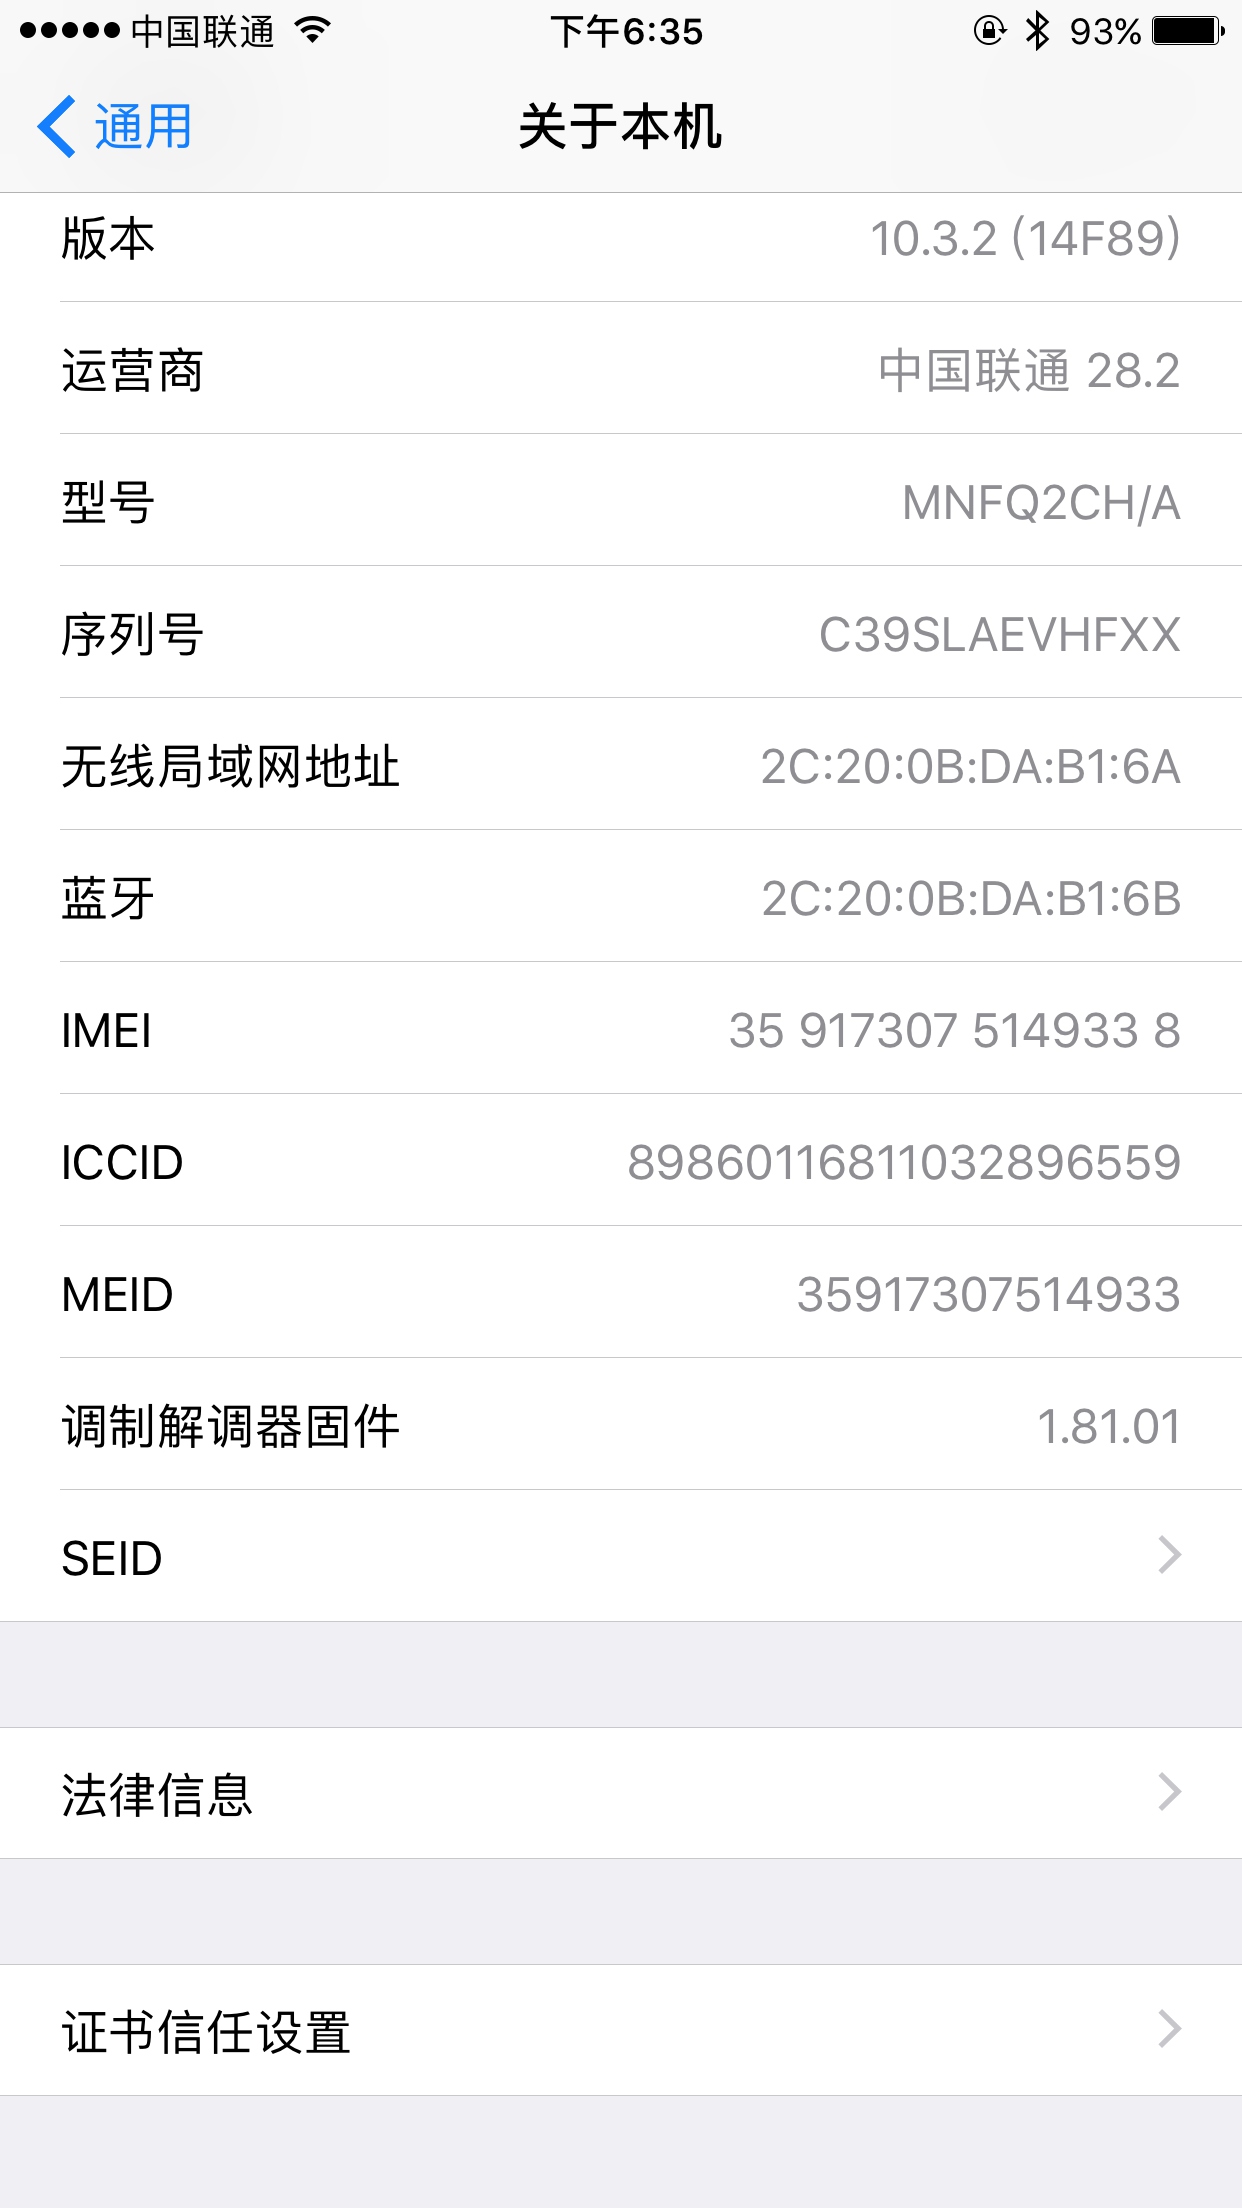 中国联通 下午6:35 93%
通用 关于本机
版本 10.3.2 (14F89)
运营商 中国联通 28.2
型号 MNFQ2CH/A
序列号 C39SLAEVHFXX
无线局域网地址 2C:20:0B:DA:B1:6A
蓝牙 2C:20:0B:DA:B1:6B
IMEI 35 917307 514933 8
ICCID 89860116811032896559
MEID 35917307514933
调制解调器固件 1.81.01
SEID
法律信息
证书信任设置